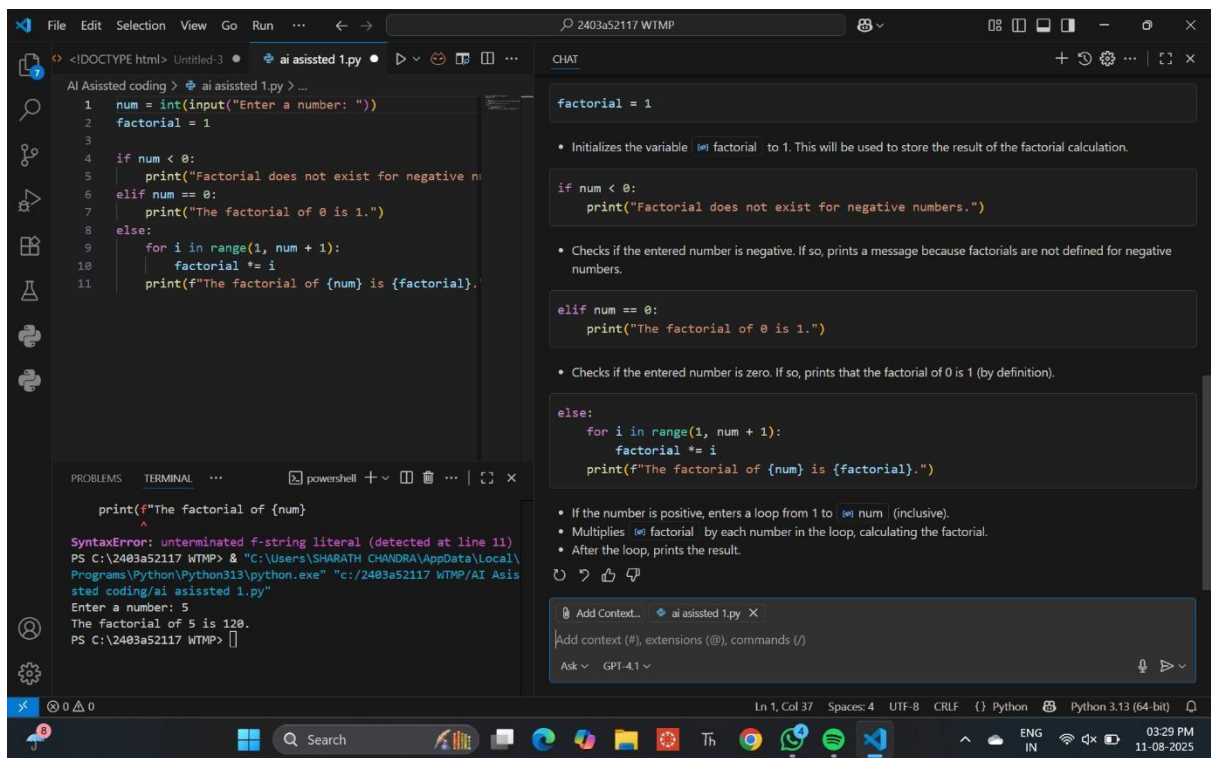 File Edit Selection View Go Run ··· ← → 2403a52117 WTMP
<!DOCTYPE html> Untitled-3 ● ai asissted 1.py ●
AI Asissted coding > ai asissted 1.py > ...
1 num = int(input("Enter a number: "))
2 factorial = 1
3
4 if num < 0:
5 print("Factorial does not exist for negative n
6 elif num == 0:
7 print("The factorial of 0 is 1.")
8 else:
9 for i in range(1, num + 1):
10 factorial *= i
11 print(f"The factorial of {num} is {factorial}.
PROBLEMS TERMINAL ··· powershell
print(f"The factorial of {num}
^
SyntaxError: unterminated f-string literal (detected at line 11)
PS C:\2403a52117 WTMP> & "C:\Users\SHARATH CHANDRA\AppData\Local\
Programs\Python\Python313\python.exe" "c:/2403a52117 WTMP/AI Asis
sted coding/ai asissted 1.py"
Enter a number: 5
The factorial of 5 is 120.
PS C:\2403a52117 WTMP>
CHAT
factorial = 1
• Initializes the variable factorial to 1. This will be used to store the result of the factorial calculation.
if num < 0:
print("Factorial does not exist for negative numbers.")
• Checks if the entered number is negative. If so, prints a message because factorials are not defined for negative
numbers.
elif num == 0:
print("The factorial of 0 is 1.")
• Checks if the entered number is zero. If so, prints that the factorial of 0 is 1 (by definition).
else:
for i in range(1, num + 1):
factorial *= i
print(f"The factorial of {num} is {factorial}.")
• If the number is positive, enters a loop from 1 to num (inclusive).
• Multiplies factorial by each number in the loop, calculating the factorial.
• After the loop, prints the result.
Add Context... ai asissted 1.py ×
Add context (#), extensions (@), commands (/)
Ask GPT-4.1
7
0 0 Ln 1, Col 37 Spaces: 4 UTF-8 CRLF {} Python Python 3.13 (64-bit)
8 Search 4 ENG 03:29 PM
IN 11-08-2025